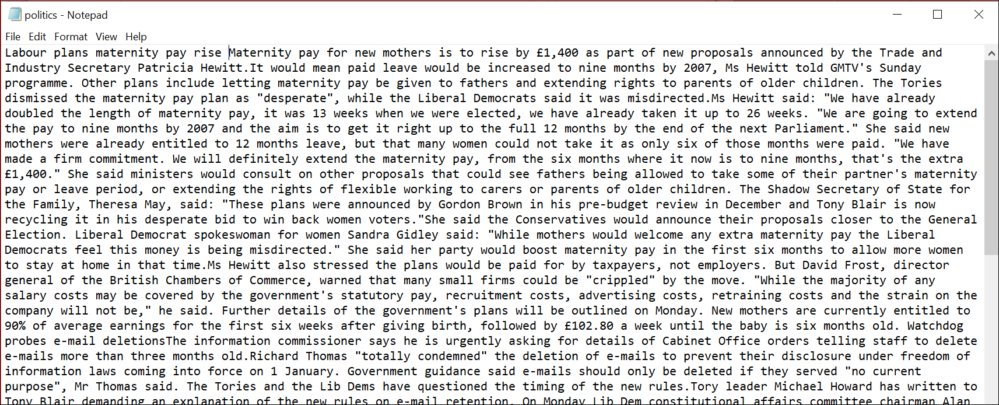 politics - Notepad
File Edit Format View Help
Labour plans maternity pay rise Maternity pay for new mothers is to rise by £1,400 as part of new proposals announced by the Trade and
Industry Secretary Patricia Hewitt.It would mean paid leave would be increased to nine months by 2007, Ms Hewitt told GMTV's Sunday
programme. Other plans include letting maternity pay be given to fathers and extending rights to parents of older children. The Tories
dismissed the maternity pay plan as "desperate", while the Liberal Democrats said it was misdirected.Ms Hewitt said: "We have already
doubled the length of maternity pay, it was 13 weeks when we were elected, we have already taken it up to 26 weeks. "We are going to extend
the pay to nine months by 2007 and the aim is to get it right up to the full 12 months by the end of the next Parliament." She said new
mothers were already entitled to 12 months leave, but that many women could not take it as only six of those months were paid. "We have
made a firm commitment. We will definitely extend the maternity pay, from the six months where it now is to nine months, that's the extra
£1,400." She said ministers would consult on other proposals that could see fathers being allowed to take some of their partner's maternity
pay or leave period, or extending the rights of flexible working to carers or parents of older children. The Shadow Secretary of State for
the Family, Theresa May, said: "These plans were announced by Gordon Brown in his pre-budget review in December and Tony Blair is now
recycling it in his desperate bid to win back women voters."She said the Conservatives would announce their proposals closer to the General
Election. Liberal Democrat spokeswoman for women Sandra Gidley said: "While mothers would welcome any extra maternity pay the Liberal
Democrats feel this money is being misdirected." She said her party would boost maternity pay in the first six months to allow more women
to stay at home in that time.Ms Hewitt also stressed the plans would be paid for by taxpayers, not employers. But David Frost, director
general of the British Chambers of Commerce, warned that many small firms could be "crippled" by the move. "While the majority of any
salary costs may be covered by the government's statutory pay, recruitment costs, advertising costs, retraining costs and the strain on the
company will not be," he said. Further details of the government's plans will be outlined on Monday. New mothers are currently entitled to
90% of average earnings for the first six weeks after giving birth, followed by £102.80 a week until the baby is six months old. Watchdog
probes e-mail deletionsThe information commissioner says he is urgently asking for details of Cabinet Office orders telling staff to delete
e-mails more than three months old.Richard Thomas "totally condemned" the deletion of e-mails to prevent their disclosure under freedom of
information laws coming into force on 1 January. Government guidance said e-mails should only be deleted if they served "no current
purpose", Mr Thomas said. The Tories and the Lib Dems have questioned the timing of the new rules.Tory leader Michael Howard has written to
Tony Blair demanding an explanation of the new rules on e-mail retention. On Monday Lib Dem constitutional affairs committee chairman Alan